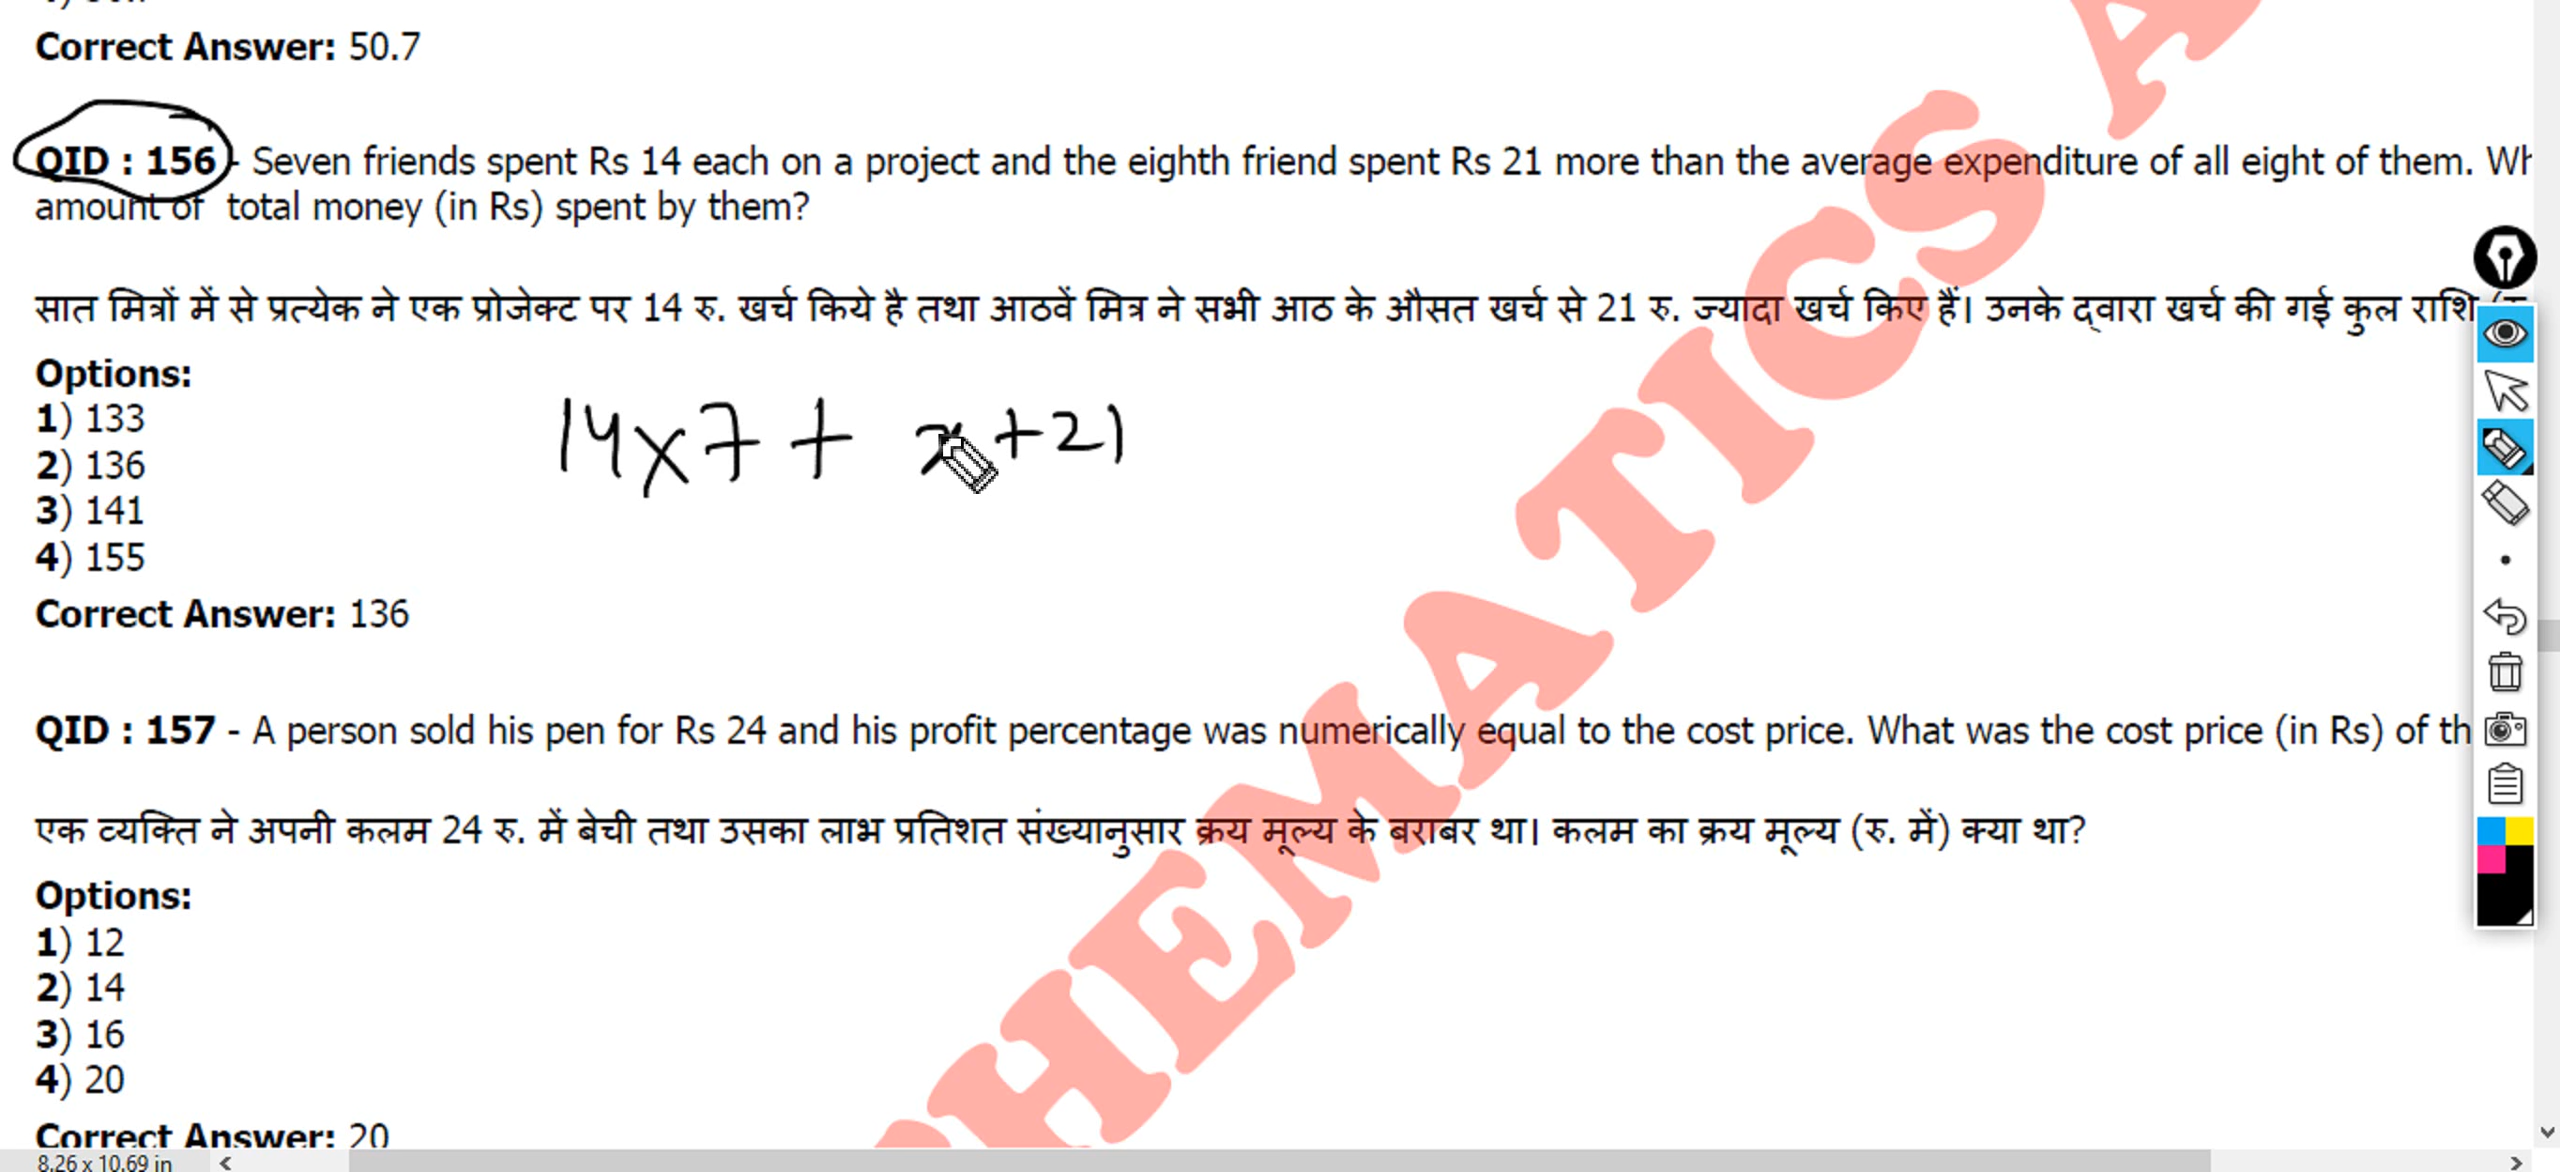 Correct Answer: 50.7
QID : 156 - Seven friends spent Rs 14 each on a project and the eighth friend spent Rs 21 more than the average expenditure of all eight of them.
amount of total money (in Rs) spent by them?
सात मित्रों में से प्रत्येक ने एक प्रोजेक्ट पर 14 रु. खर्च किये है तथा आठवें मित्र ने सभी आठ के औसत खर्च से 21 रु. ज्यादा खर्च किए हैं। उनके द्वारा खर्च की गई कुल राशि
Options:
1) 133
2) 136
3) 141
4) 155
14x7 + x+21
Correct Answer: 136
QID : 157 - A person sold his pen for Rs 24 and his profit percentage was numerically equal to the cost price. What was the cost price (in Rs) of th
एक व्यक्ति ने अपनी कलम 24 रु. में बेची तथा उसका लाभ प्रतिशत संख्यानुसार क्रय मूल्य के बराबर था। कलम का क्रय मूल्य (रु. में) क्या था?
Options:
1) 12
2) 14
3) 16
4) 20
Correct Answer: 20
HEMATICS A
8.26 x 10.69 in